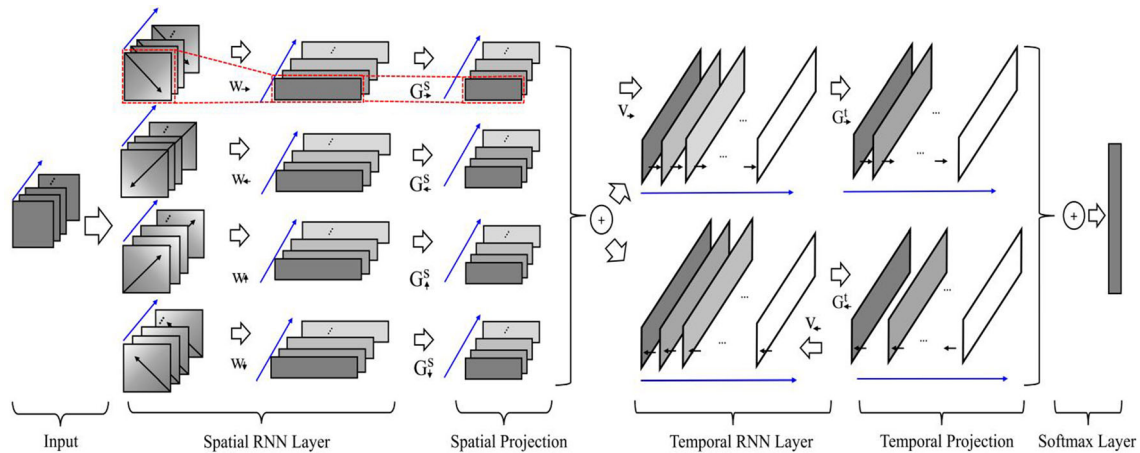 W→
G→ˢ
W←
G←ˢ
W↑
G↑ˢ
W↓
G↓ˢ
+
V→
G→ᵗ
...
...
...
...
V←
G←ᵗ
...
...
...
...
+
Input
Spatial RNN Layer
Spatial Projection
Temporal RNN Layer
Temporal Projection
Softmax Layer